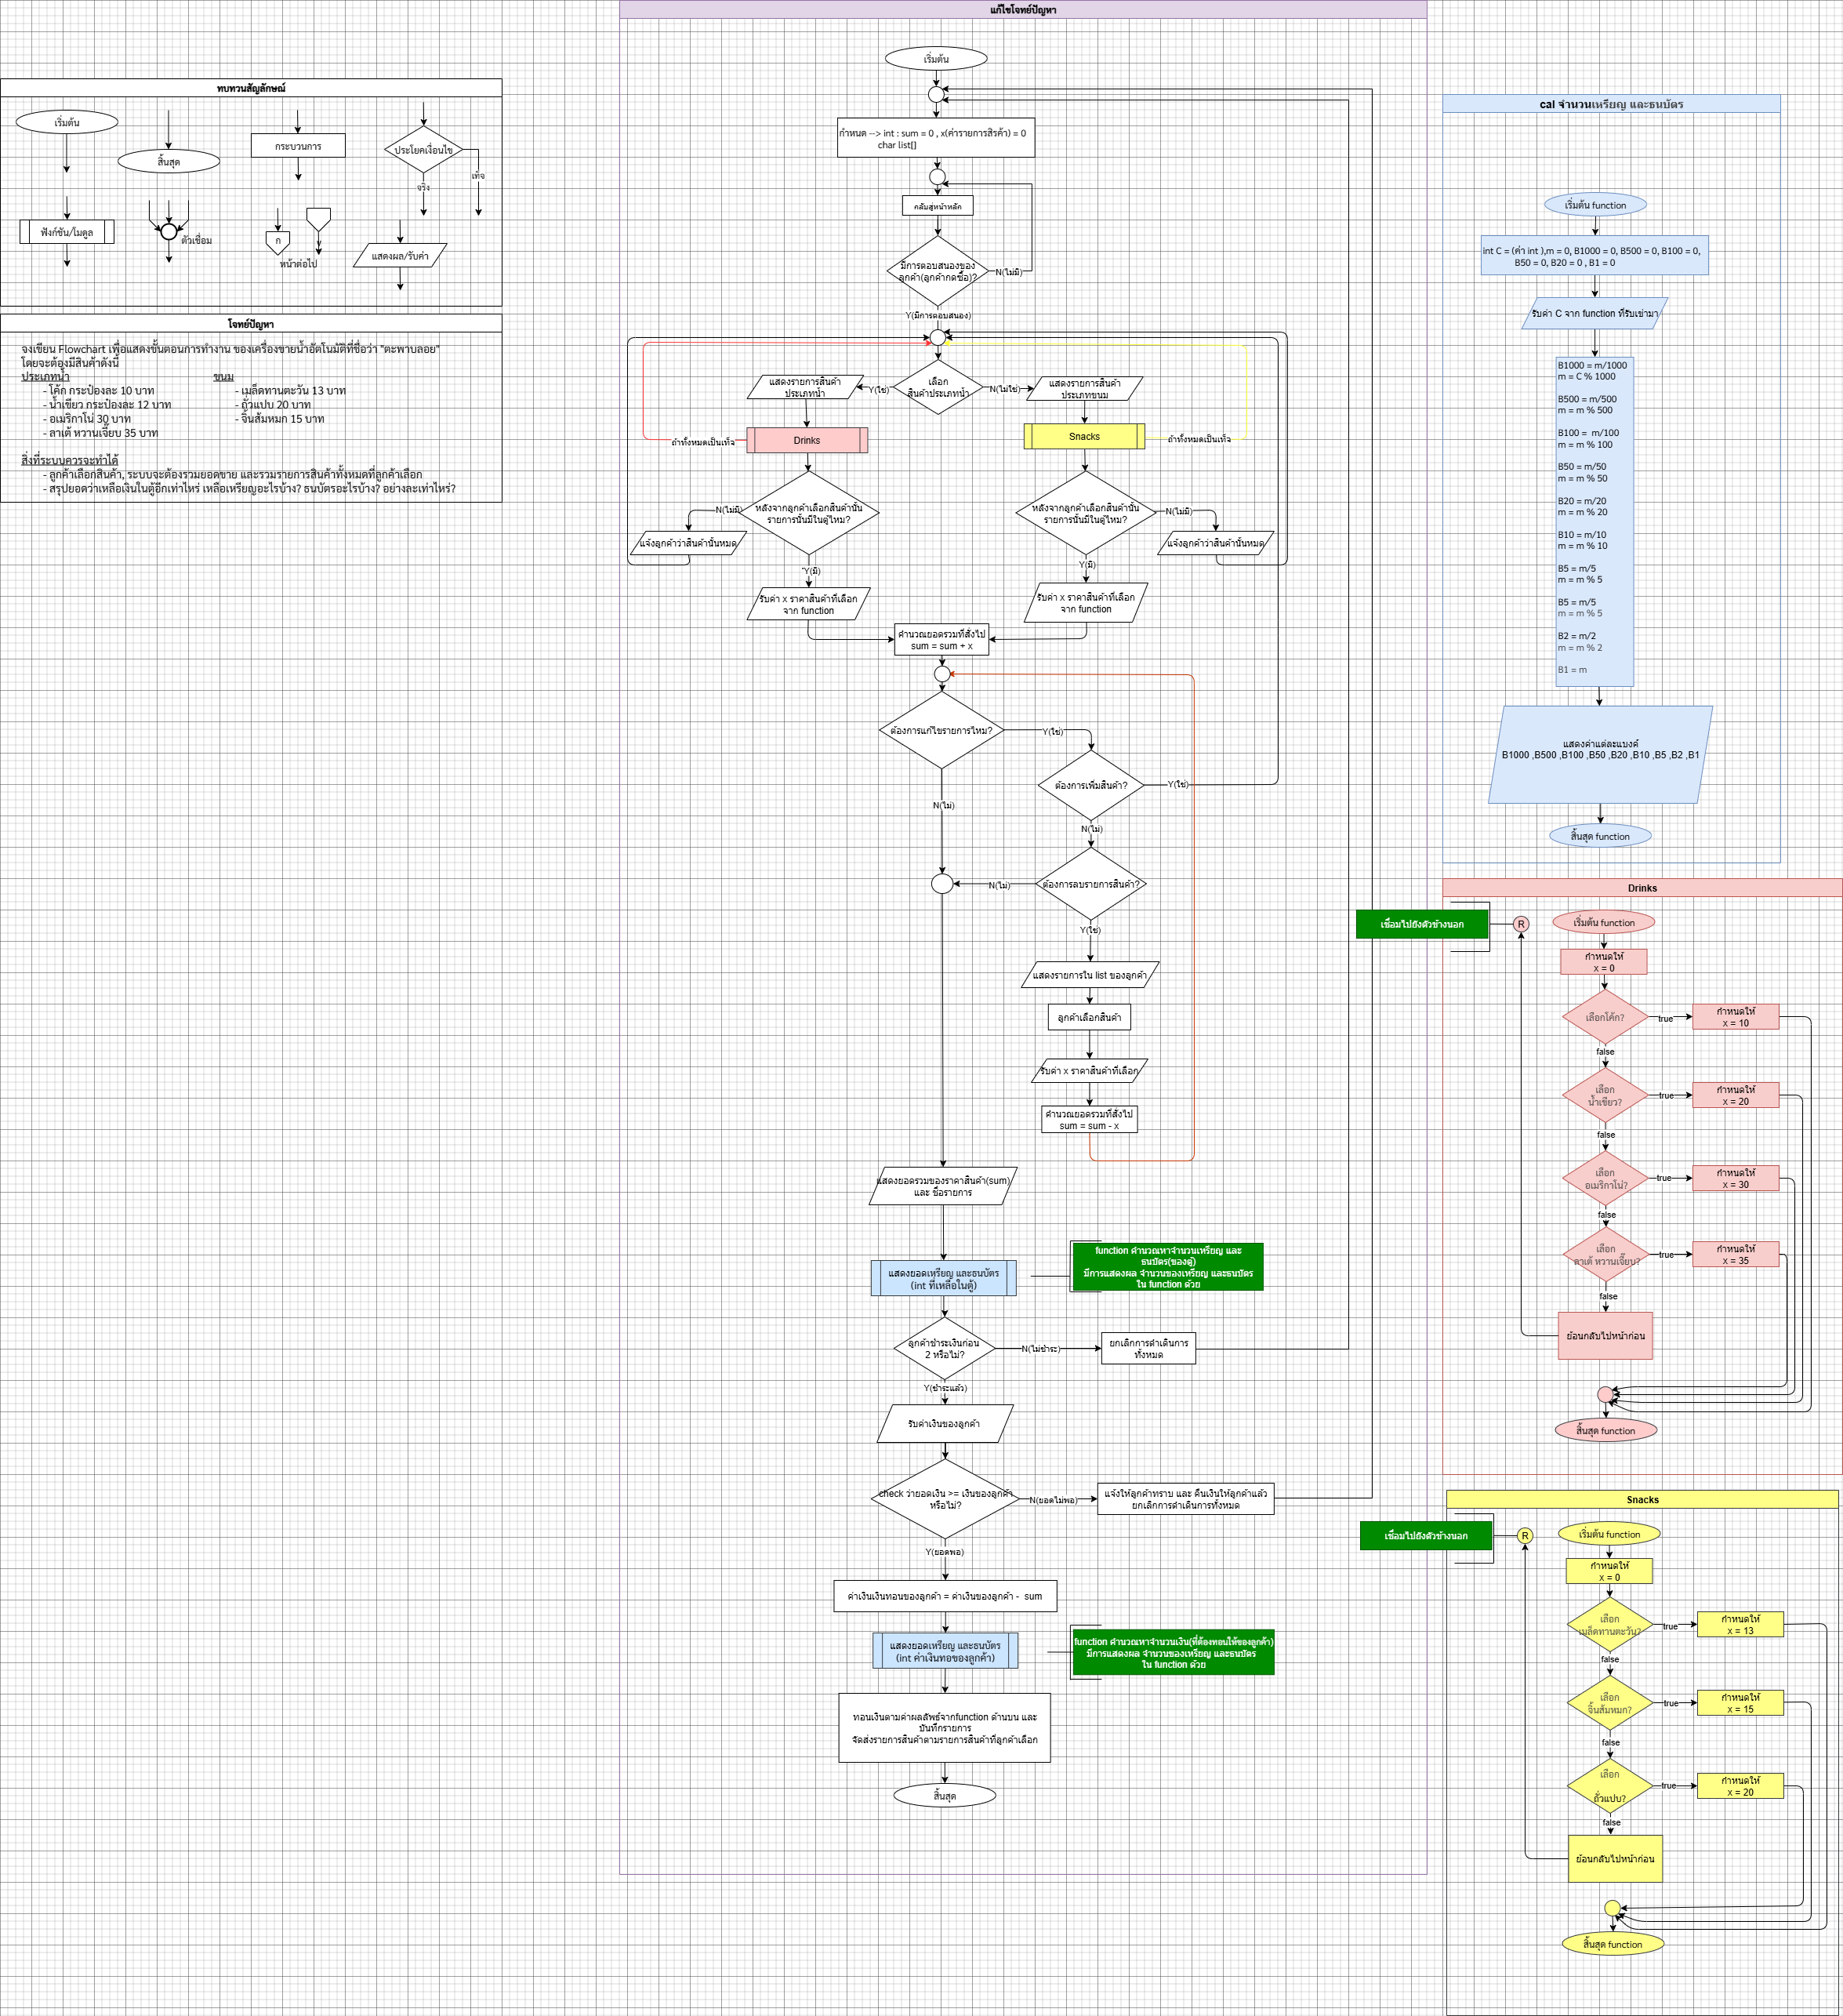 แก้ไขโจทย์ปัญหา
ทบทวนสัญลักษณ์
เริ่มต้น
สิ้นสุด
กระบวนการ
ประโยคเงื่อนไข
เท็จ
จริง
ฟังก์ชัน/โมดูล
ตัวเชื่อม
ก
หน้าต่อไป
แสดงผล/รับค่า
โจทย์ปัญหา
จงเขียน Flowchart เพื่อแสดงขั้นตอนการทำงาน ของเครื่องขายน้ำอัตโนมัติที่ชื่อว่า "ตะพาบลอย"
โดยจะต้องมีสินค้าดังนี้
ประเภทน้ำ
- โค้ก กระป๋องละ 10 บาท
- น้ำเขียว กระป๋องละ 12 บาท
- อเมริกาโน่ 30 บาท
- ลาเต้ หวานเจี๊ยบ 35 บาท
ขนม
- เมล็ดทานตะวัน 13 บาท
- ถั่วแปบ 20 บาท
- จิ้นส้มหมก 15 บาท
สิ่งที่ระบบควรจะทำได้
- ลูกค้าเลือกสินค้า, ระบบจะต้องรวมยอดขาย และรวมรายการสินค้าทั้งหมดที่ลูกค้าเลือก
- สรุปยอดว่าเหลือเงินในตู้อีกเท่าไหร่ เหลือเหรียญอะไรบ้าง? ธนบัตรอะไรบ้าง? อย่างละเท่าไหร่?
เริ่มต้น
กำหนด --> int : sum = 0 , x(ค่ารายการสิรค้า) = 0
char list[]
กลับสู่หน้าหลัก
มีการตอบสนองของ
ลูกค้า(ลูกค้ากดซื้อ)?
N(ไม่มี)
Y(มีการตอบสนอง)
เลือก
สินค้าประเภทน้ำ
Y(ใช่)
N(ไม่ใช่)
แสดงรายการสินค้า
ประเภทน้ำ
แสดงรายการสินค้า
ประเภทขนม
ถ้าทั้งหมดเป็นเท็จ
Drinks
Snacks
ถ้าทั้งหมดเป็นเท็จ
หลังจากลูกค้าเลือกสินค้านั้น
รายการนั้นมีในตู้ไหม?
N(ไม่มี)
แจ้งลูกค้าว่าสินค้านั้นหมด
หลังจากลูกค้าเลือกสินค้านั้น
รายการนั้นมีในตู้ไหม?
N(ไม่มี)
แจ้งลูกค้าว่าสินค้านั้นหมด
"Y(มี)
Y(มี)
รับค่า x ราคาสินค้าที่เลือก
จาก function
รับค่า x ราคาสินค้าที่เลือก
จาก function
คำนวณยอดรวมที่สั่งไป
sum = sum + x
ต้องการแก้ไขรายการไหม?
Y(ใช่)
N(ไม่)
ต้องการเพิ่มสินค้า?
Y(ใช่)
N(ไม่)
ต้องการลบรายการสินค้า?
N(ไม่)
Y(ใช่)
แสดงรายการใน list ของลูกค้า
ลูกค้าเลือกสินค้า
รับค่า x ราคาสินค้าที่เลือก
คำนวณยอดรวมที่สั่งไป
sum = sum - x
แสดงยอดรวมของราคาสินค้า(sum)
และ ชื่อรายการ
แสดงยอดเหรียญ และธนบัตร
(int ที่เหลือในตู้)
function คำนวณหาจำนวนเหรียญ และ
ธนบัตร(ของตู้)
มีการแสดงผล จำนวนของเหรียญ และธนบัตร
ใน function ด้วย
ลูกค้าชำระเงินก่อน
2 หรือไม่?
N(ไม่ชำระ)
ยกเลิกการดำเนินการ
ทั้งหมด
Y(ชำระแล้ว)
รับค่าเงินของลูกค้า
check ว่ายอดเงิน >= เงินของลูกค้า
หรือไม่?
N(ยอดไม่พอ)
แจ้งให้ลูกค้าทราบ และ คืนเงินให้ลูกค้าแล้ว
ยกเลิกการดำเนินการทั้งหมด
Y(ยอดพอ)
ค่าเงินเงินทอนของลูกค้า = ค่าเงินของลูกค้า - sum
แสดงยอดเหรียญ และธนบัตร
(int ค่าเงินทอของลูกค้า)
function คำนวณหาจำนวนเงิน(ที่ต้องทอนให้ของลูกค้า)
มีการแสดงผล จำนวนของเหรียญ และธนบัตร
ใน function ด้วย
ทอนเงินตามค่าผลลัพธ์จากfunction ด้านบน และ
บันทึกรายการ
จัดส่งรายการสินค้าตามรายการสินค้าที่ลูกค้าเลือก
สิ้นสุด
cal จำนวนเหรียญ และธนบัตร
เริ่มต้น function
int C = (ค่า int ),m = 0, B1000 = 0, B500 = 0, B100 = 0,
B50 = 0, B20 = 0 , B1 = 0
รับค่า C จาก function ที่รับเข่ามา
B1000 = m/1000
m = C % 1000
B500 = m/500
m = m % 500
B100 = m/100
m = m % 100
B50 = m/50
m = m % 50
B20 = m/20
m = m % 20
B10 = m/10
m = m % 10
B5 = m/5
m = m % 5
B5 = m/5
m = m % 5
B2 = m/2
m = m % 2
B1 = m
แสดงค่าแต่ละแบงค์
B1000 ,B500 ,B100 ,B50 ,B20 ,B10 ,B5 ,B2 ,B1
สิ้นสุด function
Drinks
เชื่อมไปยังตัวข้างนอก
R
เริ่มต้น function
กำหนดให้
x = 0
เลือกโค้ก?
true
กำหนดให้
x = 10
false
เลือก
น้ำเขียว?
true
กำหนดให้
x = 20
false
เลือก
อเมริกาโน่?
true
กำหนดให้
x = 30
false
เลือก
ลาเต้ หวานเจี๊ยบ?
true
กำหนดให้
x = 35
false
ย้อนกลับไปหน้าก่อน
สิ้นสุด function
Snacks
เชื่อมไปยังตัวข้างนอก
R
เริ่มต้น function
กำหนดให้
x = 0
เลือก
เมล็ดทานตะวัน?
true
กำหนดให้
x = 13
false
เลือก
จิ้นส้มหมก?
true
กำหนดให้
x = 15
false
เลือก
ถั่วแปบ?
true
กำหนดให้
x = 20
false
ย้อนกลับไปหน้าก่อน
สิ้นสุด function